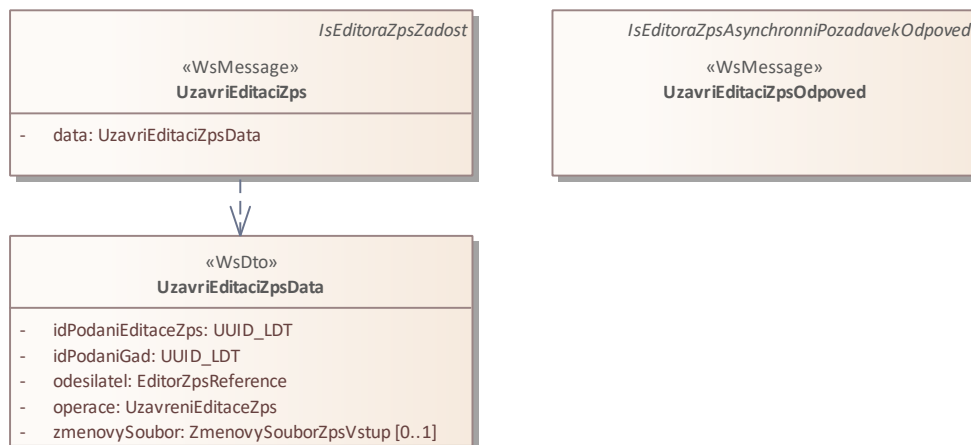 IsEditoraZpsZadost
«WsMessage»
UzavriEditaciZps
- data: UzavriEditaciZpsData
IsEditoraZpsAsynchronniPozadavekOdpoved
«WsMessage»
UzavriEditaciZpsOdpoved
«WsDto»
UzavriEditaciZpsData
- idPodaniEditaceZps: UUID_LDT
- idPodaniGad: UUID_LDT
- odesilatel: EditorZpsReference
- operace: UzavreniEditaceZps
- zmenovySoubor: ZmenovySouborZpsVstup [0..1]